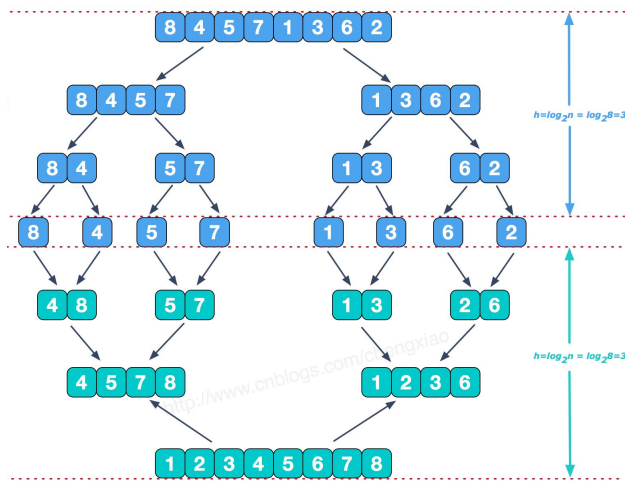 8 4 5 7 1 3 6 2
8 4 5 7
1 3 6 2
h=log2n = log28=3
8 4
5 7
1 3
6 2
8
4
5
7
1
3
6
2
4 8
5 7
1 3
2 6
h=log2n = log28=3
4 5 7 8
1 2 3 6
http://www.cnblogs.com/chengxiao
1 2 3 4 5 6 7 8